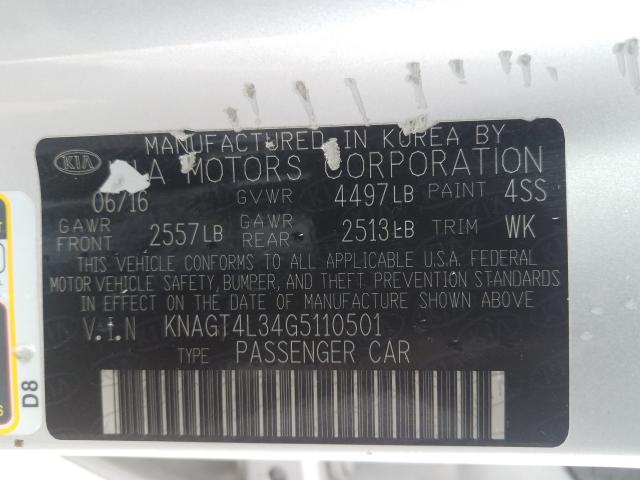 MANUFACTURED IN KOREA BY
KIA
KIA MOTORS CORPORATION
06/16 GVWR 4497LB PAINT 4SS
GAWR FRONT 2557LB GAWR REAR 2513LB TRIM WK
THIS VEHICLE CONFORMS TO ALL APPLICABLE U.S.A. FEDERAL
MOTOR VEHICLE SAFETY, BUMPER, AND THEFT PREVENTION STANDARDS
IN EFFECT ON THE DATE OF MANUFACTURE SHOWN ABOVE
V.I.N KNAGT4L34G5110501
TYPE PASSENGER CAR
D8